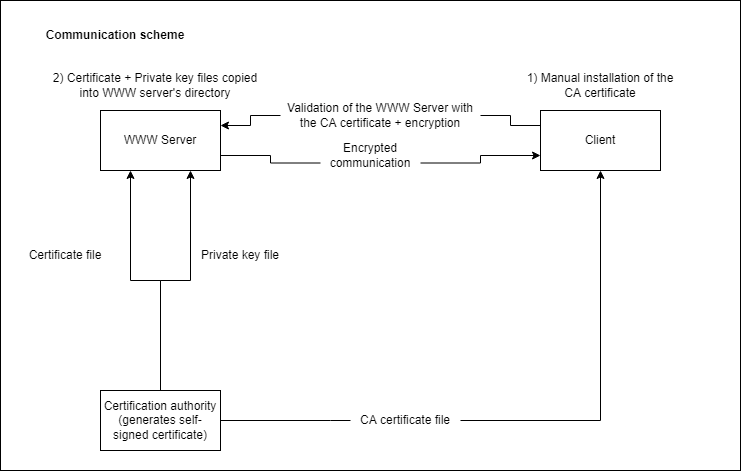 Communication scheme
2) Certificate + Private key files copied
into WWW server's directory
1) Manual installation of the
CA certificate
Validation of the WWW Server with
the CA certificate + encryption
WWW Server
Client
Encrypted
communication
Certificate file
Private key file
Certification authority
(generates self-
signed certificate)
CA certificate file